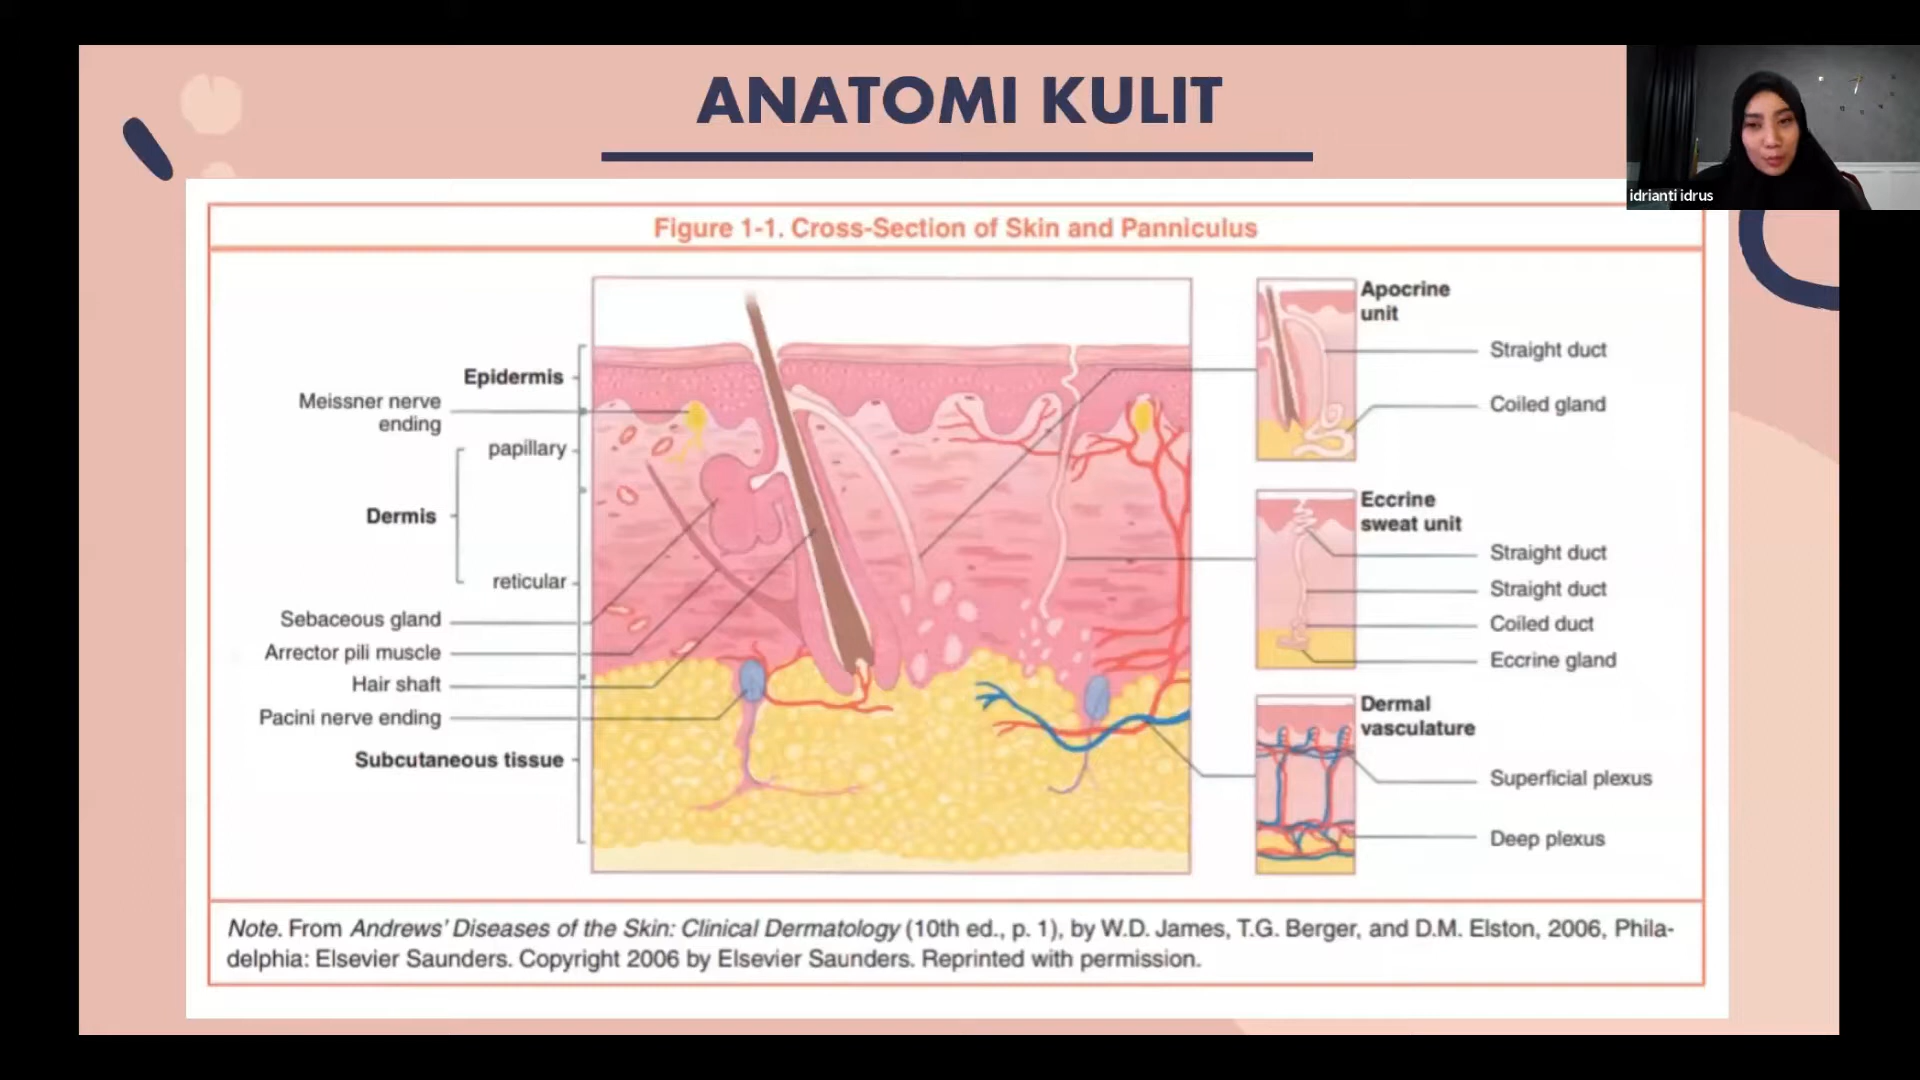 ANATOMI KULIT
idrianti idrus
Figure 1-1. Cross-Section of Skin and Panniculus
Epidermis
Meissner nerve
ending
papillary
Dermis
reticular
Sebaceous gland
Arrector pili muscle
Hair shaft
Pacini nerve ending
Subcutaneous tissue
Apocrine
unit
Straight duct
Coiled gland
Eccrine
sweat unit
Straight duct
Straight duct
Coiled duct
Eccrine gland
Dermal
vasculature
Superficial plexus
Deep plexus
Note. From Andrews' Diseases of the Skin: Clinical Dermatology (10th ed., p. 1), by W.D. James, T.G. Berger, and D.M. Elston, 2006, Phila-
delphia: Elsevier Saunders. Copyright 2006 by Elsevier Saunders. Reprinted with permission.